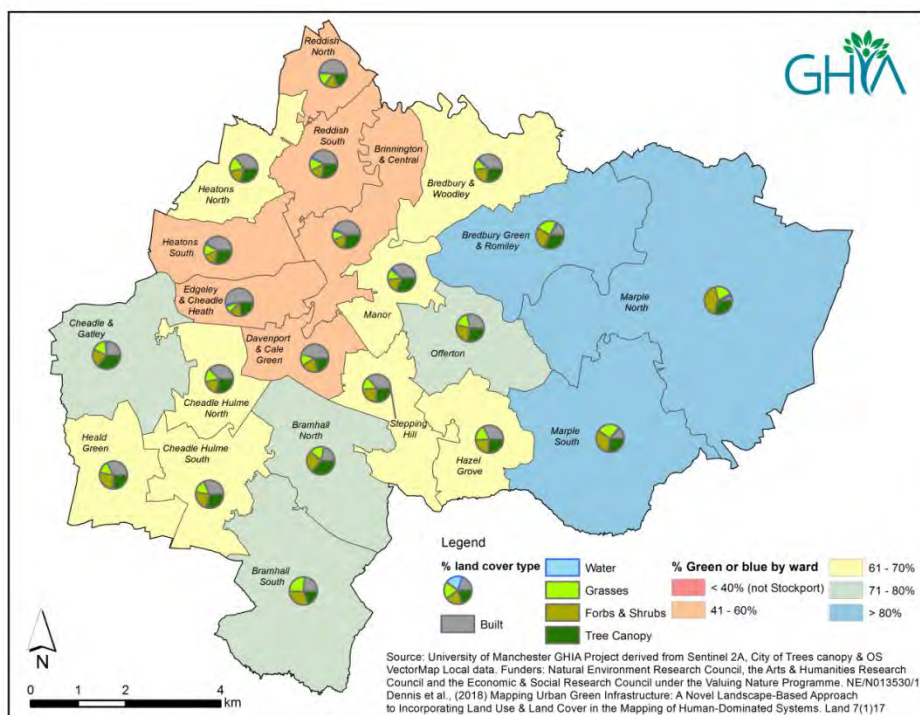 GHIA
Reddish
North
Reddish
South
Brinnington
& Central
Heatons
North
Bredbury &
Woodley
Heatons
South
Bredbury Green
& Romiley
Edgeley
& Cheadle
Heath
Manor
Marple
North
Cheadle &
Gatley
Davenport
& Cale
Green
Offerton
Cheadle Hulme
North
Stepping
Hill
Bramhall
North
Marple
South
Heald
Green
Cheadle Hulme
South
Hazel
Grove
Bramhall
South
Legend
% land cover type
Built
Water
Grasses
Forbs & Shrubs
Tree Canopy
% Green or blue by ward
< 40% (not Stockport)
41 - 60%
61 - 70%
71 - 80%
> 80%
N
0 1 2 4
km
Source: University of Manchester GHIA Project derived from Sentinel 2A, City of Trees canopy & OS
VectorMap Local data. Funders: Natural Environment Research Council, the Arts & Humanities Research
Council and the Economic & Social Research Council under the Valuing Nature Programme. NE/N013530/1
Dennis et al., (2018) Mapping Urban Green Infrastructure: A Novel Landscape-Based Approach
to Incorporating Land Use & Land Cover in the Mapping of Human-Dominated Systems. Land 7(1)17